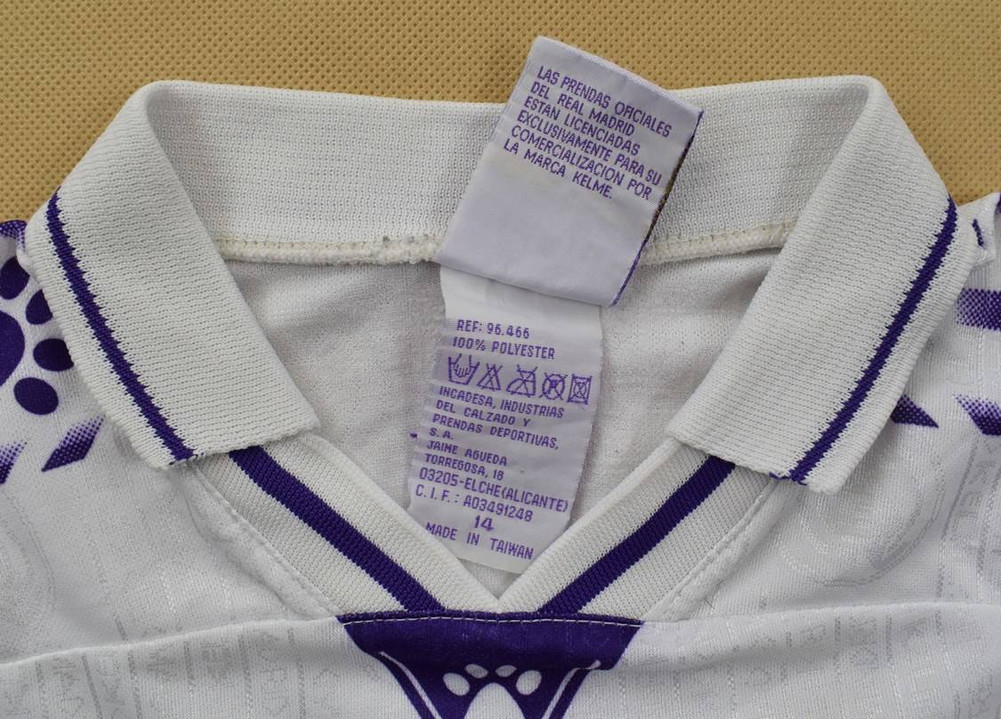 LAS PRENDAS OFICIALES
DEL REAL MADRID
ESTAN LICENCIADAS
EXCLUSIVAMENTE PARA SU
COMERCIALIZACION POR
LA MARCA KELME.
REF: 96.466
100% POLYESTER
INCADESA, INDUSTRIAS
DEL CALZADO Y
PRENDAS DEPORTIVAS,
S.A.
JAIME AGUEDA
TORREGOSA, 18
03205-ELCHE(ALICANTE)
C.I.F.: A03491248
14
MADE IN TAIWAN